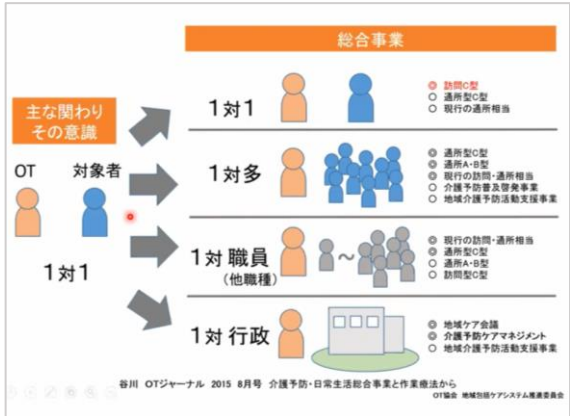 総合事業
主な関わり
その意識
OT 対象者
1対1
1対1
◎ 訪問C型
○ 通所型C型
○ 現行の通所相当
1対多
◎ 通所型C型
◎ 通所A・B型
◎ 現行の訪問・通所相当
○ 介護予防普及啓発事業
○ 地域介護予防活動支援事業
1対職員
(他職種)
～
◎ 現行の訪問・通所相当
◎ 通所型C型
○ 通所A・B型
○ 訪問型C型
1対行政
◎ 地域ケア会議
◎ 介護予防ケアマネジメント
○ 地域介護予防活動支援事業
谷川 OTジャーナル 2015 8月号 介護予防・日常生活総合事業と作業療法から
OT協会 地域包括ケアシステム推進委員会